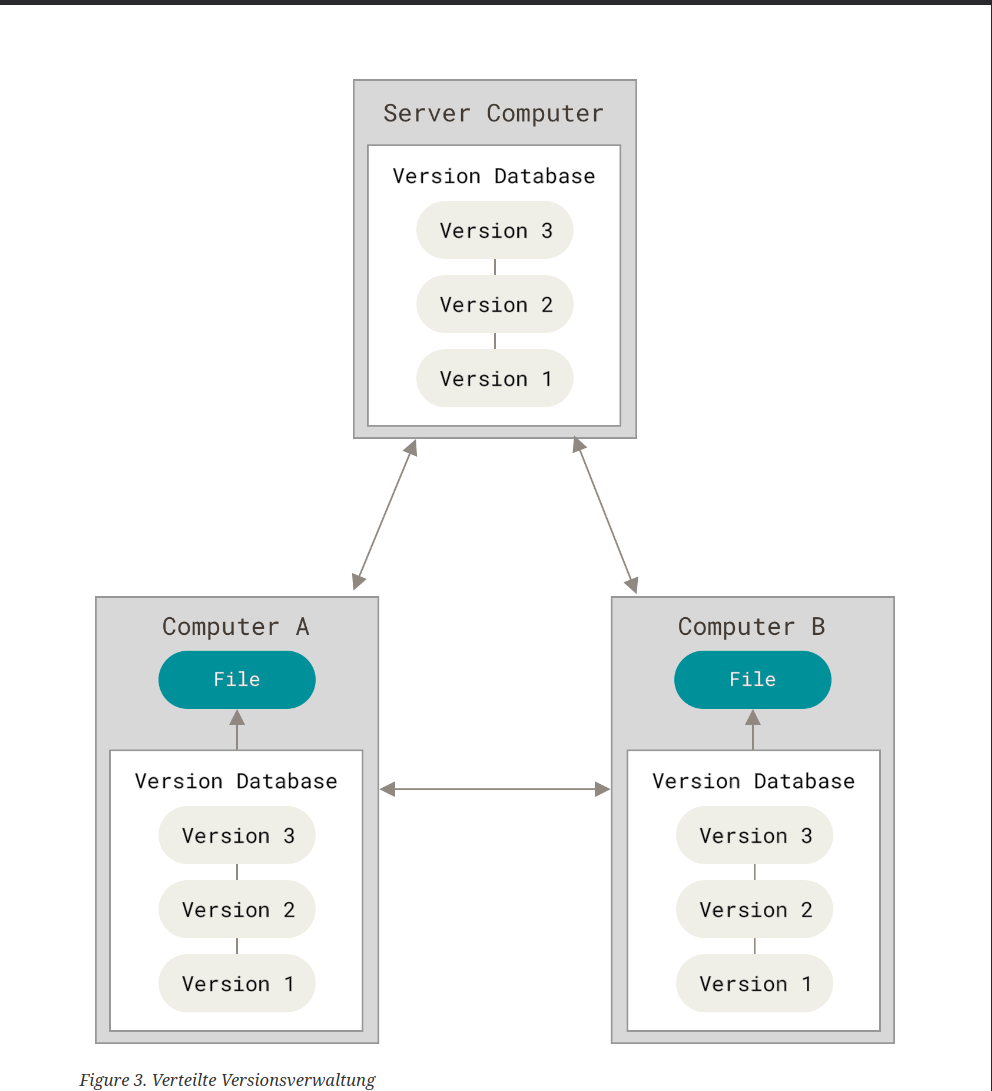 Server Computer
Version Database
Version 3
Version 2
Version 1
Computer A
File
Version Database
Version 3
Version 2
Version 1
Computer B
File
Version Database
Version 3
Version 2
Version 1
Figure 3. Verteilte Versionsverwaltung